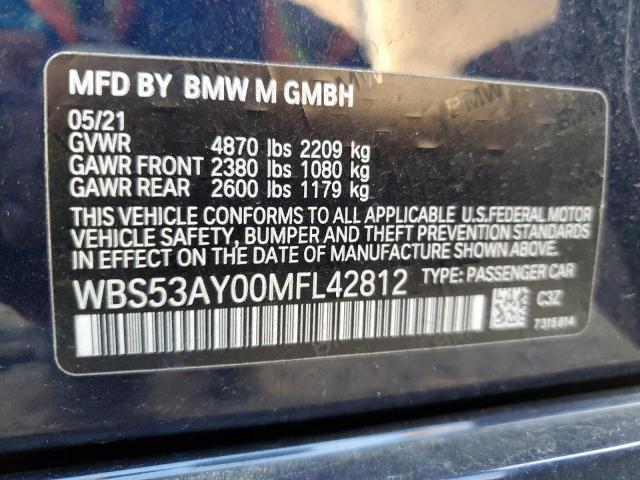 MFD BY BMW M GMBH
05/21
GVWR 4870 lbs 2209 kg
GAWR FRONT 2380 lbs 1080 kg
GAWR REAR 2600 lbs 1179 kg
THIS VEHICLE CONFORMS TO ALL APPLICABLE U.S.FEDERAL MOTOR
VEHICLE SAFETY, BUMPER AND THEFT PREVENTION STANDARDS
IN EFFECT ON THE DATE OF MANUFACTURE SHOWN ABOVE.
WBS53AY00MFL42812 TYPE: PASSENGER CAR
C3Z
7315814